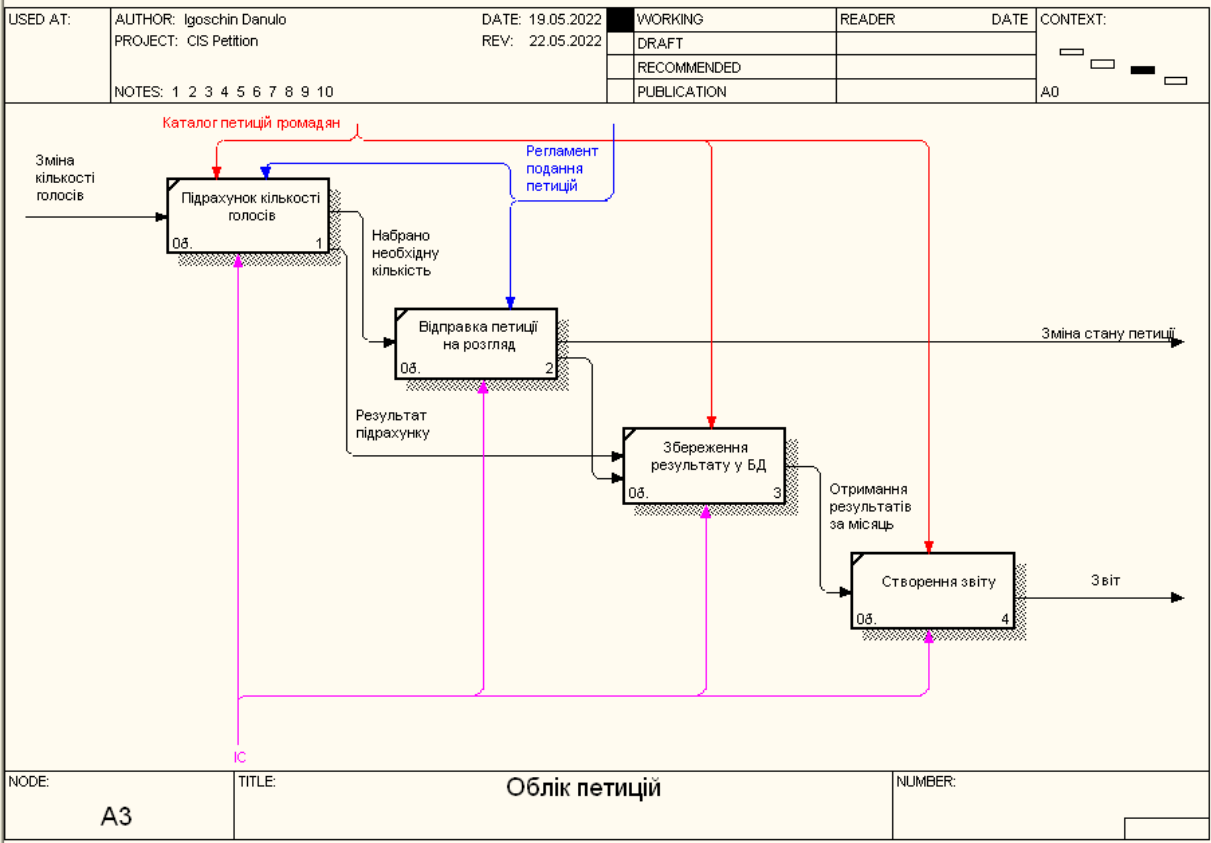 USED AT:
AUTHOR: Igoschin Danulo
DATE: 19.05.2022
WORKING
READER
DATE
CONTEXT:
PROJECT: CIS Petition
REV: 22.05.2022
DRAFT
RECOMMENDED
NOTES: 1 2 3 4 5 6 7 8 9 10
PUBLICATION
A0
Каталог петицій громадян
Зміна
кількості
голосів
Регламент
подання
петицій
Підрахунок кількості
голосів
0б.
1
Набрано
необхідну
кількість
Відправка петиції
на розгляд
0б.
2
Зміна стану петиції
Результат
підрахунку
Збереження
результату у БД
0б.
3
Отримання
результатів
за місяць
Створення звіту
0б.
4
Звіт
ІС
NODE:
TITLE:
Облік петицій
NUMBER:
A3